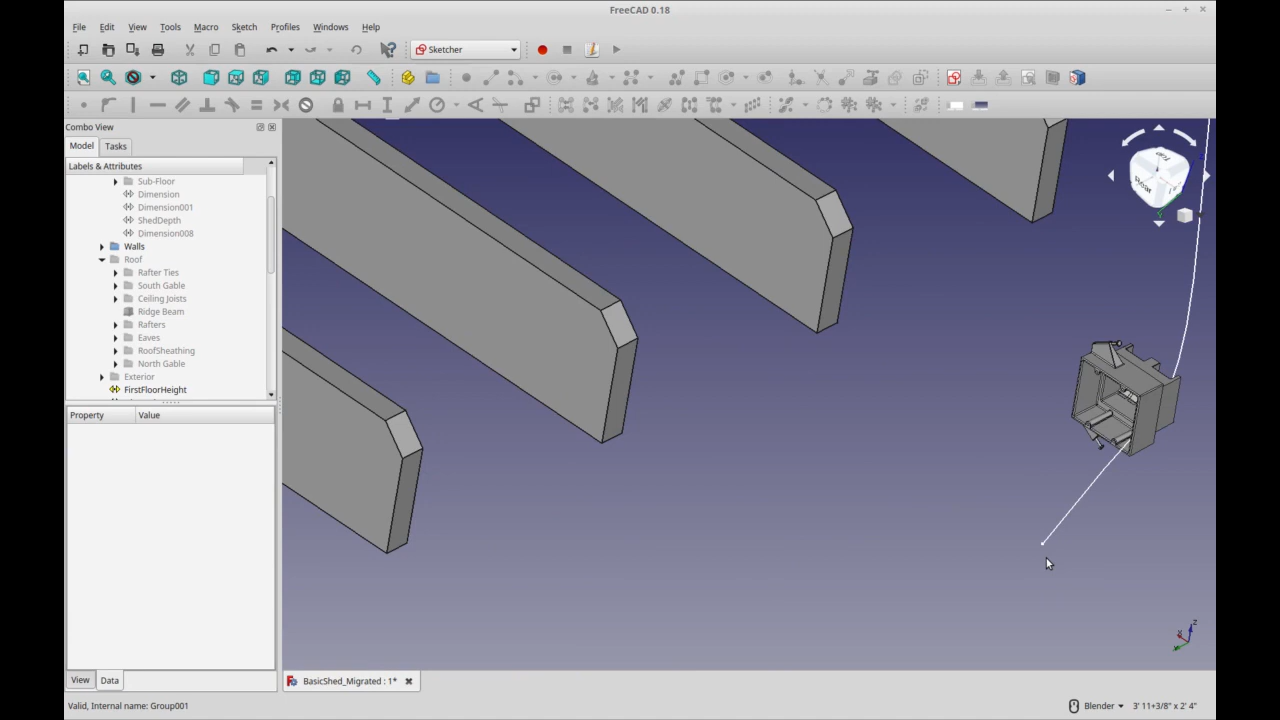 FreeCAD 0.18
File Edit View Tools Macro Sketch Profiles Windows Help
Sketcher
Combo View
Model Tasks
Labels & Attributes
Sub-Floor
Dimension
Dimension001
ShedDepth
Dimension008
Walls
Roof
Rafter Ties
South Gable
Ceiling Joists
Ridge Beam
Rafters
Eaves
RoofSheathing
North Gable
Exterior
FirstFloorHeight
Property Value
Top
Rear
Z
X
Y
View Data
BasicShed_Migrated : 1*
Valid, Internal name: Group001
Blender 3' 11+3/8" x 2' 4"